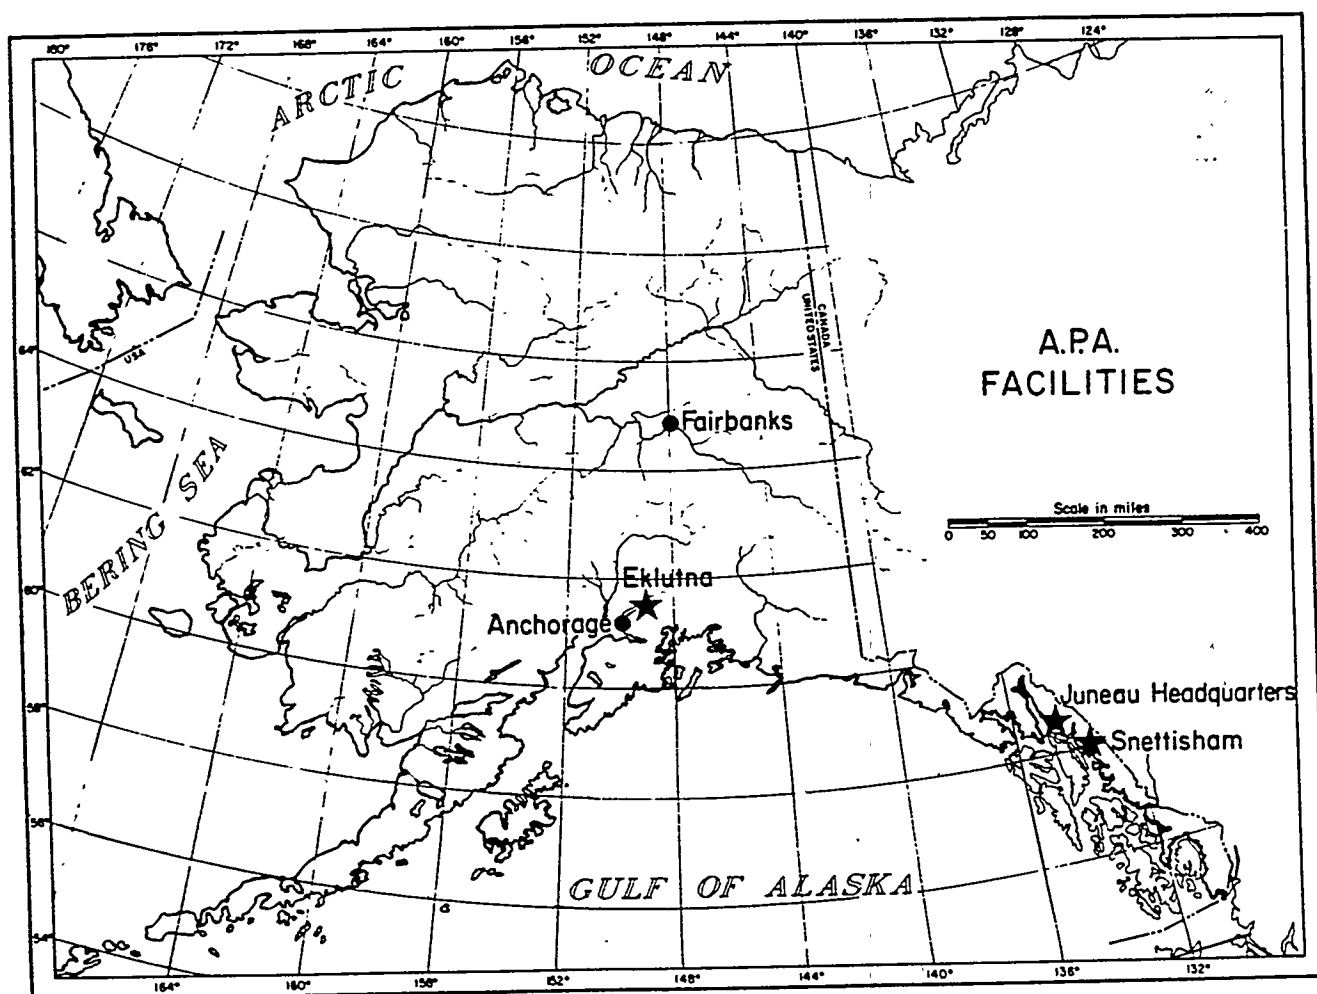 180° 176° 172° 168° 164° 160° 156° 152° 148° 144° 140° 136° 132° 128° 124°
ARCTIC OCEAN
CANADA
UNITED STATES
A.P.A.
FACILITIES
64°
USA
Fairbanks
BERING SEA
62°
Scale in miles
0 50 100 200 300 400
60°
Eklutna
Anchorage
58°
Juneau Headquarters
Snettisham
56°
GULF OF ALASKA
54°
164° 160° 156° 152° 148° 144° 140° 136° 132°